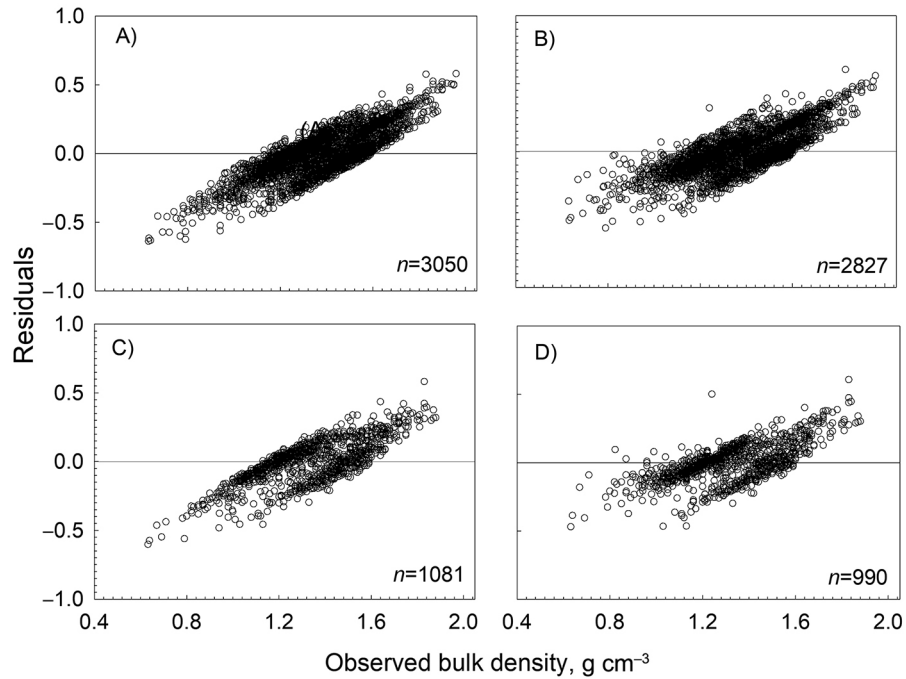 1.0
A)
B)
0.5
(A
0.0
−0.5
n=3050
n=2827
−1.0
Residuals
1.0
C)
D)
0.5
0.0
−0.5
n=1081
n=990
−1.0
0.4 0.8 1.2 1.6 2.0 0.4 0.8 1.2 1.6 2.0
Observed bulk density, g cm⁻³